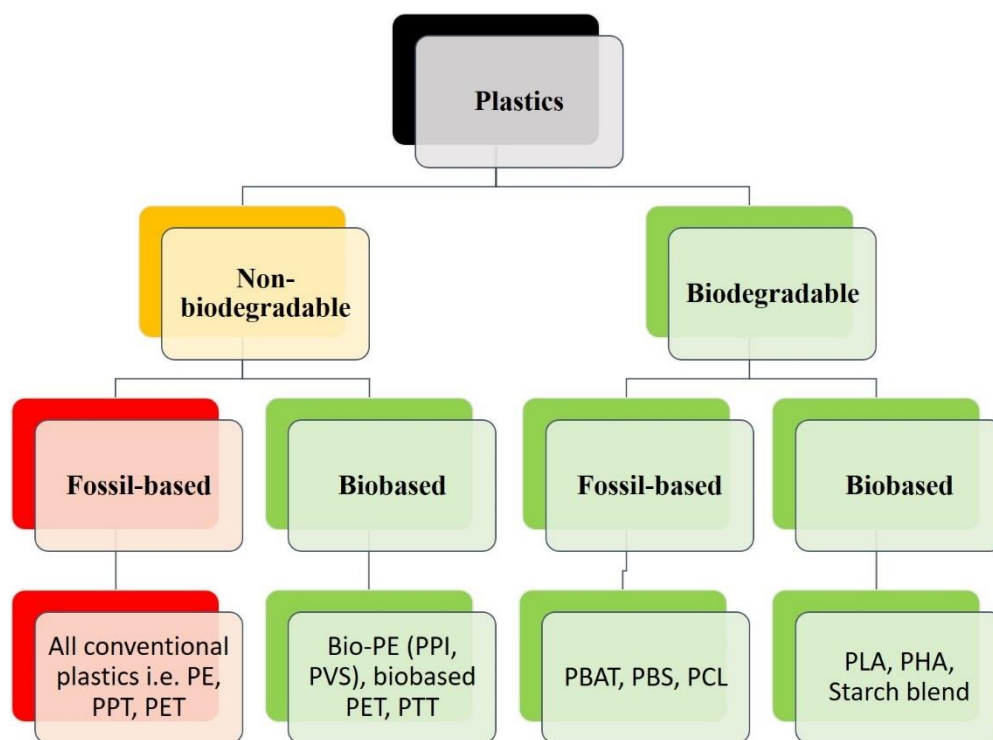 Plastics
Non-
biodegradable
Biodegradable
Fossil-based
Biobased
Fossil-based
Biobased
All conventional
plastics i.e. PE,
PPT, PET
Bio-PE (PPI,
PVS), biobased
PET, PTT
PBAT, PBS, PCL
PLA, PHA,
Starch blend